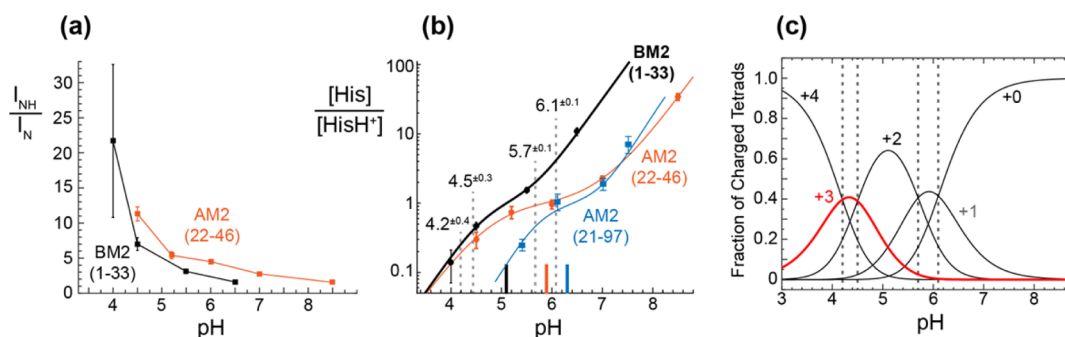 (a)
I_NH
I_N
30
25
20
15
10
5
0
AM2
(22-46)
BM2
(1-33)
4 5 6 7 8
pH
(b)
[His]
[HisH⁺]
100
10
1
0.1
BM2
(1-33)
6.1±0.1
5.7±0.1
4.5±0.3
4.2±0.4
AM2
(22-46)
AM2
(21-97)
4 5 6 7 8
pH
(c)
Fraction of Charged Tetrads
1.0
0.8
0.6
0.4
0.2
0
+4
+3
+2
+1
+0
3 4 5 6 7 8
pH